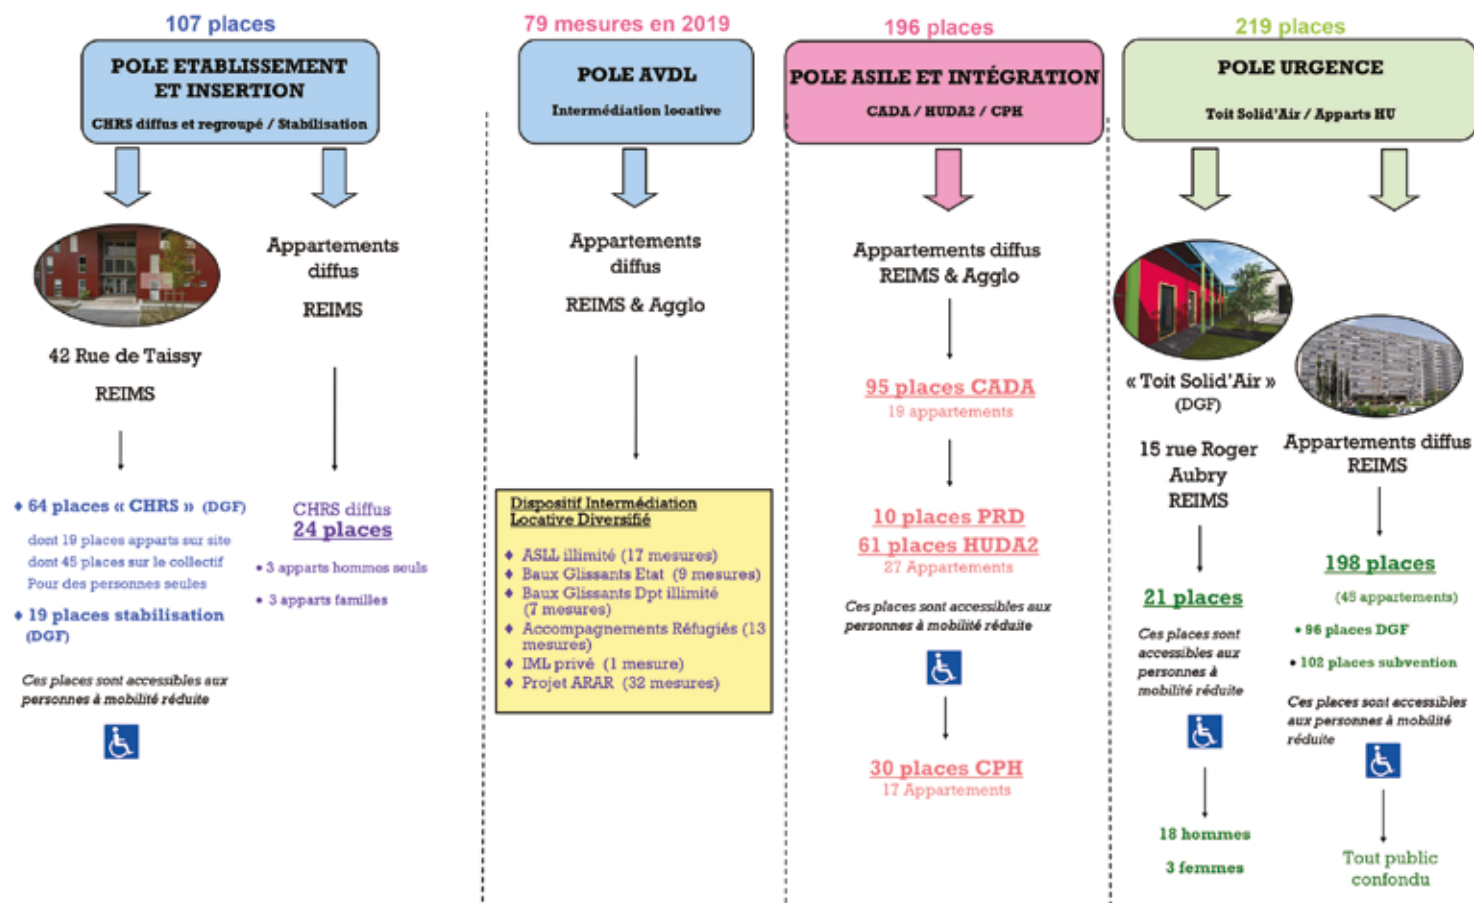 107 places
POLE ETABLISSEMENT
ET INSERTION
CHRS diffus et regroupé / Stabilisation
42 Rue de Taissy
REIMS
♦ 64 places « CHRS » (DGF)
dont 19 places apparts sur site
dont 45 places sur le collectif
Pour des personnes seules
♦ 19 places stabilisation
(DGF)
Ces places sont accessibles aux
personnes à mobilité réduite
Appartements
diffus
REIMS
CHRS diffus
24 places
• 3 apparts hommes seuls
• 3 apparts familles
79 mesures en 2019
POLE AVDL
Intermédiation locative
Appartements
diffus
REIMS & Agglo
Dispositif Intermédiation
Locative Diversifié
♦ ASLL illimité (17 mesures)
♦ Baux Glissants Etat (9 mesures)
♦ Baux Glissants Dpt illimité
(7 mesures)
♦ Accompagnements Réfugiés (13
mesures)
♦ IML privé (1 mesure)
♦ Projet ARAR (32 mesures)
196 places
POLE ASILE ET INTÉGRATION
CADA / HUDA2 / CPH
Appartements diffus
REIMS & Agglo
95 places CADA
19 appartements
10 places PRD
61 places HUDA2
27 Appartements
Ces places sont accessibles aux
personnes à mobilité réduite
30 places CPH
17 Appartements
219 places
POLE URGENCE
Toit Solid'Air / Apparts HU
« Toit Solid'Air »
(DGF)
15 rue Roger
Aubry
REIMS
21 places
Ces places sont
accessibles aux
personnes à
mobilité réduite
18 hommes
3 femmes
Appartements diffus
REIMS
198 places
(45 appartements)
• 96 places DGF
• 102 places subvention
Ces places sont accessibles
aux personnes à mobilité
réduite
Tout public
confondu